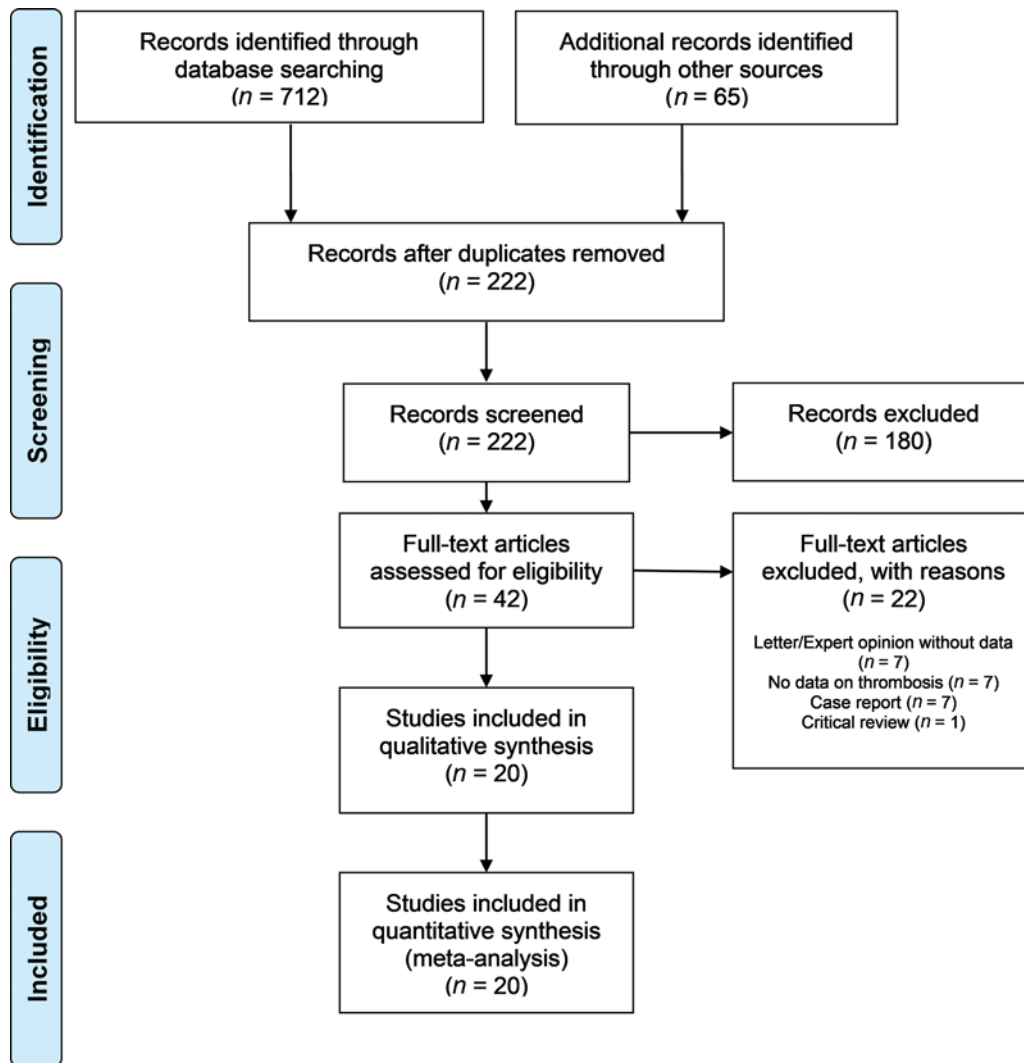 Identification
Records identified through
database searching
(n = 712)
Additional records identified
through other sources
(n = 65)
Records after duplicates removed
(n = 222)
Screening
Records screened
(n = 222)
Records excluded
(n = 180)
Eligibility
Full-text articles
assessed for eligibility
(n = 42)
Full-text articles
excluded, with reasons
(n = 22)
Letter/Expert opinion without data
(n = 7)
No data on thrombosis (n = 7)
Case report (n = 7)
Critical review (n = 1)
Studies included in
qualitative synthesis
(n = 20)
Included
Studies included in
quantitative synthesis
(meta-analysis)
(n = 20)